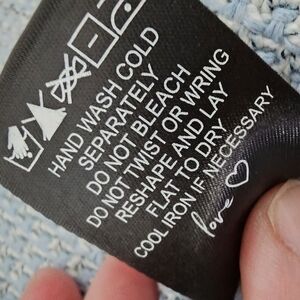 HAND WASH COLD
SEPARATELY
DO NOT BLEACH
DO NOT TWIST OR WRING
RESHAPE AND LAY
FLAT TO DRY
COOL IRON IF NECESSARY
love